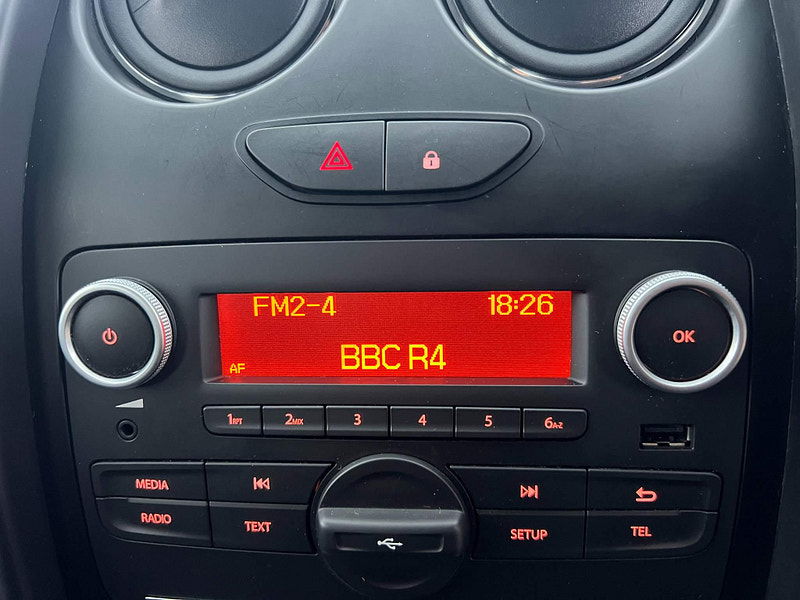 FM2-4 18:26
BBC R4
AF
OK
1RPT 2MIX 3 4 5 6A-Z
MEDIA
RADIO TEXT SETUP TEL